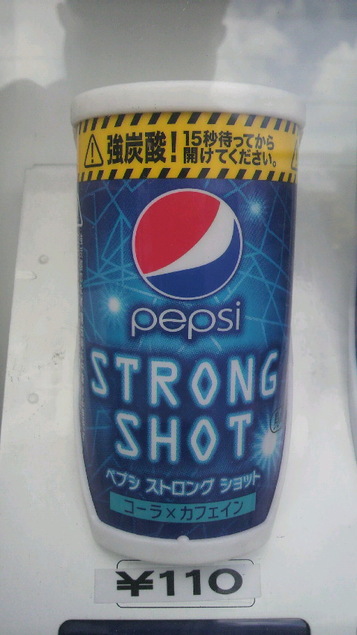 強炭酸!
15秒待ってから
開けてください。
pepsi
STRONG
SHOT
ペプシ ストロング ショット
コーラ×カフェイン
¥110